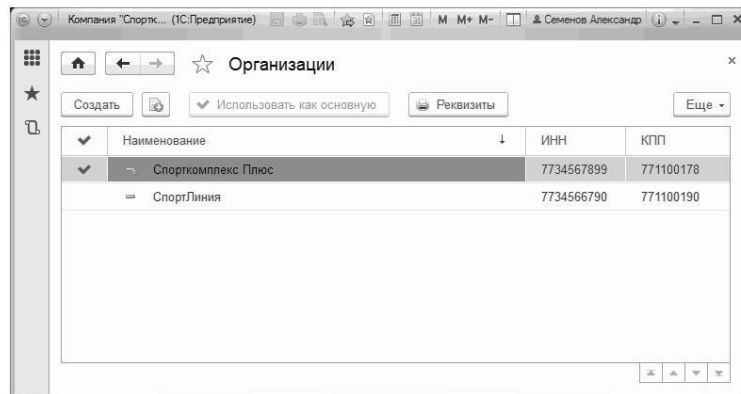 Компания "Спортк... (1С:Предприятие) M M+ M- Семенов Александр
Организации
Создать Использовать как основную Реквизиты Еще
Наименование ИНН КПП
Спорткомплекс Плюс 7734567899 771100178
СпортЛиния 7734566790 771100190